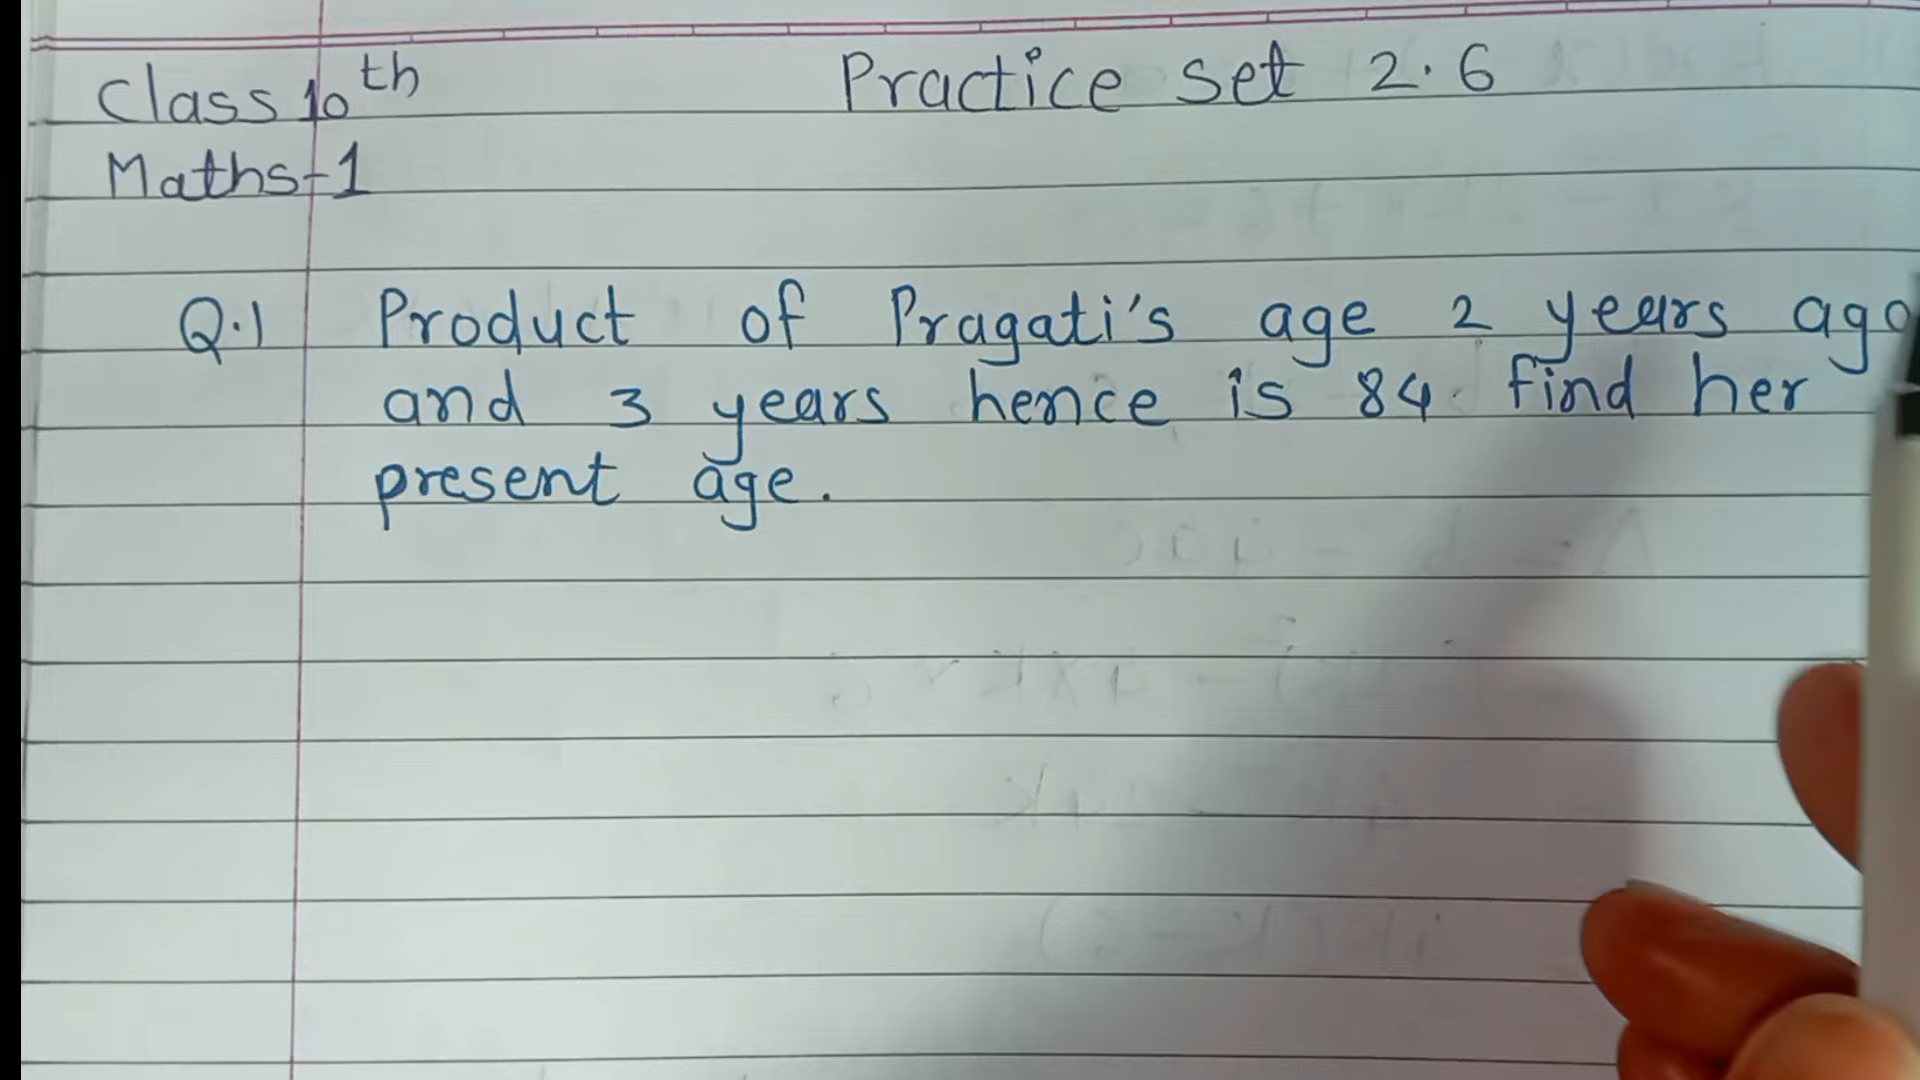 Class 10th
Practice set 2.6
Maths-1
Q.1 Product of Pragati's age 2 years ago
and 3 years hence is 84. find her
present age.